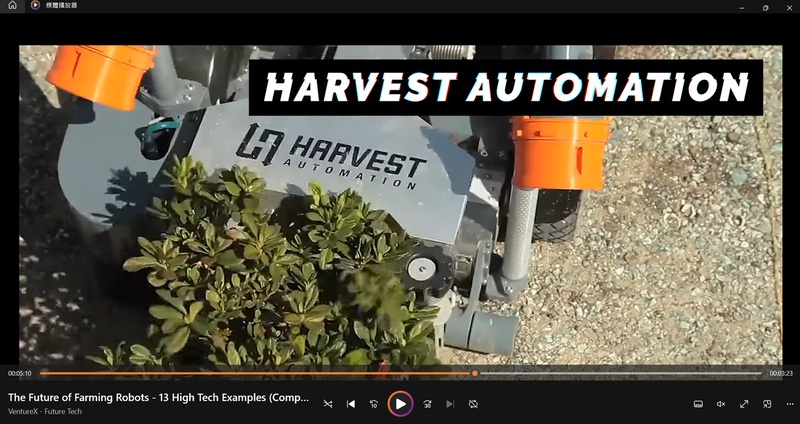 媒體播放器
HARVEST AUTOMATION
HARVEST
AUTOMATION
00:05:10
00:03:23
The Future of Farming Robots - 13 High Tech Examples (Comp...
VentureX - Future Tech
10
30